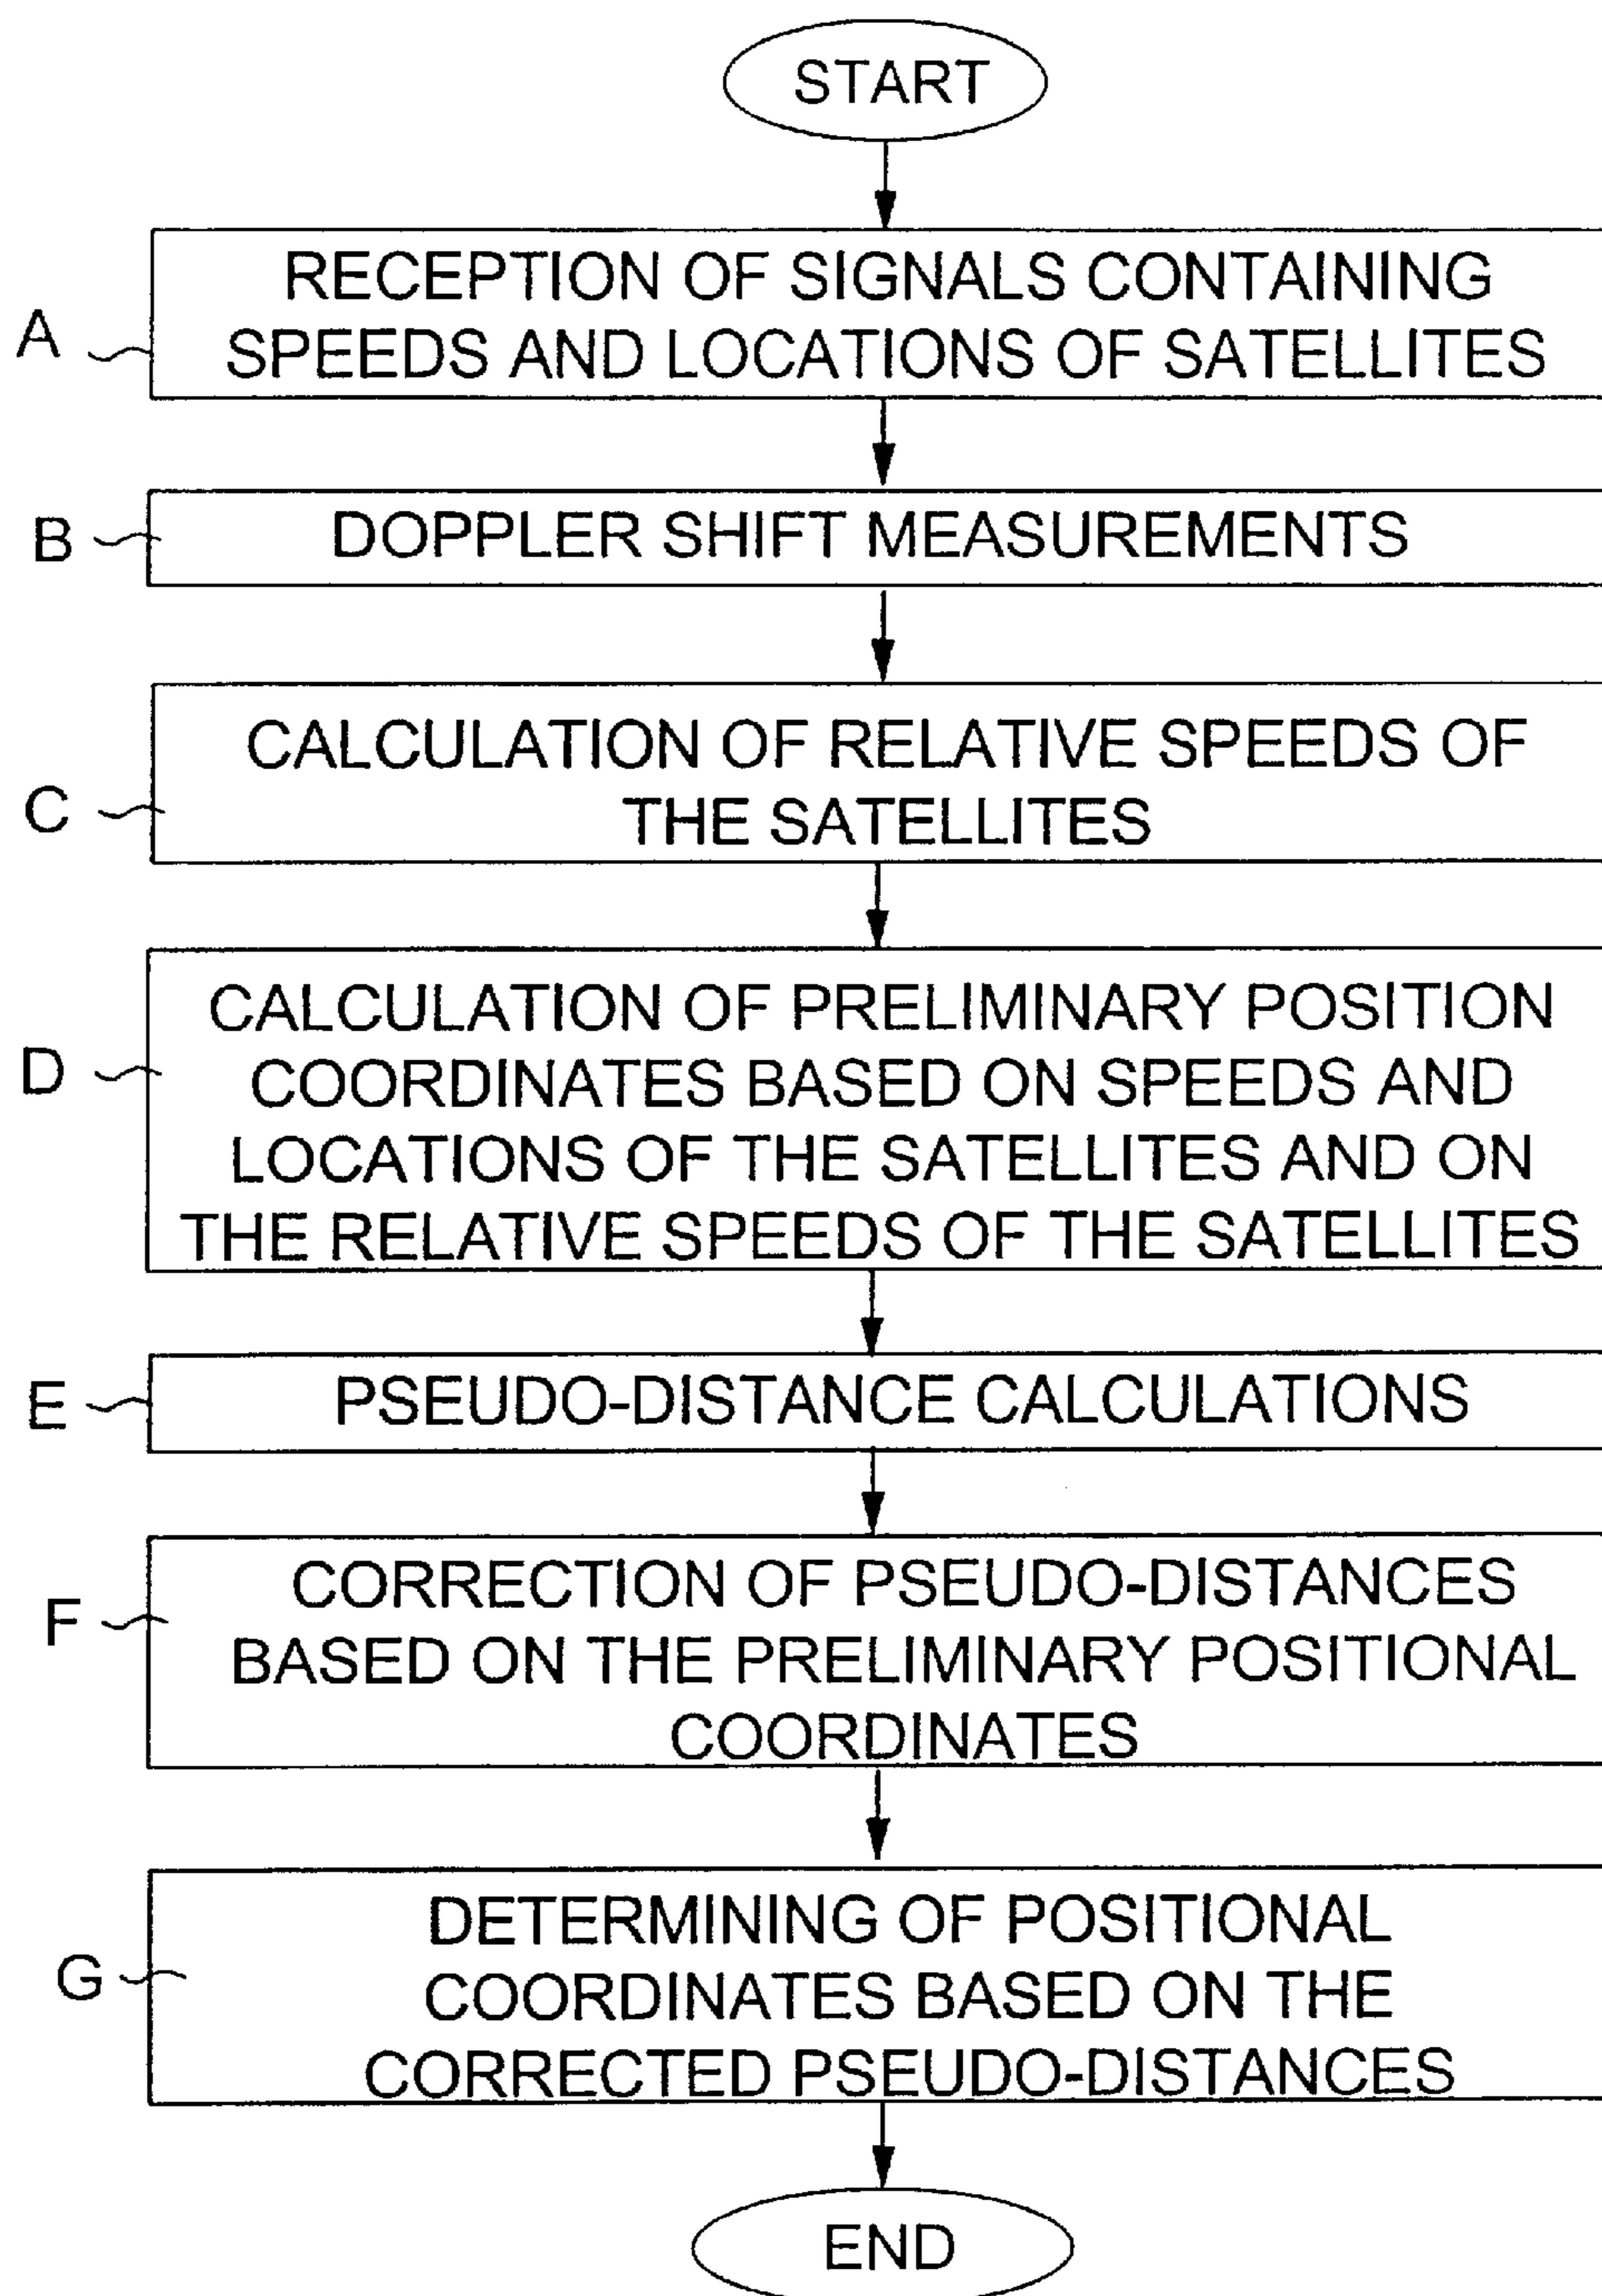 START
A
RECEPTION OF SIGNALS CONTAINING
SPEEDS AND LOCATIONS OF SATELLITES
B
DOPPLER SHIFT MEASUREMENTS
C
CALCULATION OF RELATIVE SPEEDS OF
THE SATELLITES
D
CALCULATION OF PRELIMINARY POSITION
COORDINATES BASED ON SPEEDS AND
LOCATIONS OF THE SATELLITES AND ON
THE RELATIVE SPEEDS OF THE SATELLITES
E
PSEUDO-DISTANCE CALCULATIONS
F
CORRECTION OF PSEUDO-DISTANCES
BASED ON THE PRELIMINARY POSITIONAL
COORDINATES
G
DETERMINING OF POSITIONAL
COORDINATES BASED ON THE
CORRECTED PSEUDO-DISTANCES
END